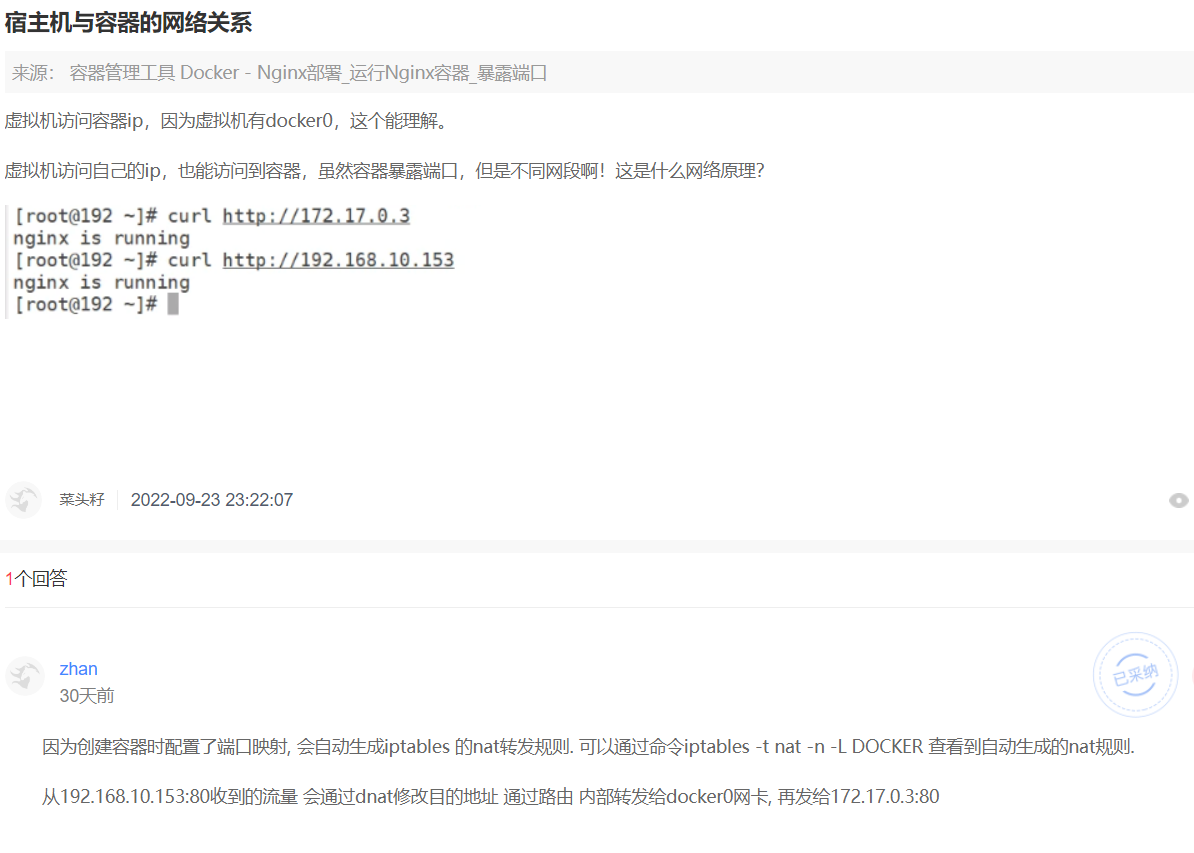 宿主机与容器的网络关系
来源： 容器管理工具 Docker - Nginx部署_运行Nginx容器_暴露端口
虚拟机访问容器ip，因为虚拟机有docker0，这个能理解。
虚拟机访问自己的ip，也能访问到容器，虽然容器暴露端口，但是不同网段啊！这是什么网络原理？
[root@192 ~]# curl http://172.17.0.3
nginx is running
[root@192 ~]# curl http://192.168.10.153
nginx is running
[root@192 ~]#
菜头籽 2022-09-23 23:22:07
1个回答
zhan
30天前
已采纳
因为创建容器时配置了端口映射, 会自动生成iptables 的nat转发规则. 可以通过命令iptables -t nat -n -L DOCKER 查看到自动生成的nat规则.
从192.168.10.153:80收到的流量 会通过dnat修改目的地址 通过路由 内部转发给docker0网卡, 再发给172.17.0.3:80